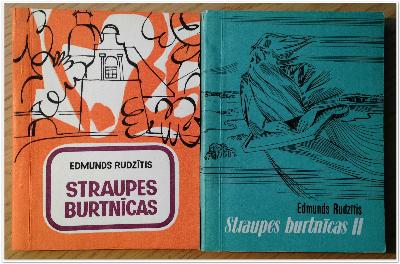 EDMUNDS RUDZĪTIS
STRAUPES
BURTNĪCAS
Edmunds Rudzītis
Straupes burtnīcas II